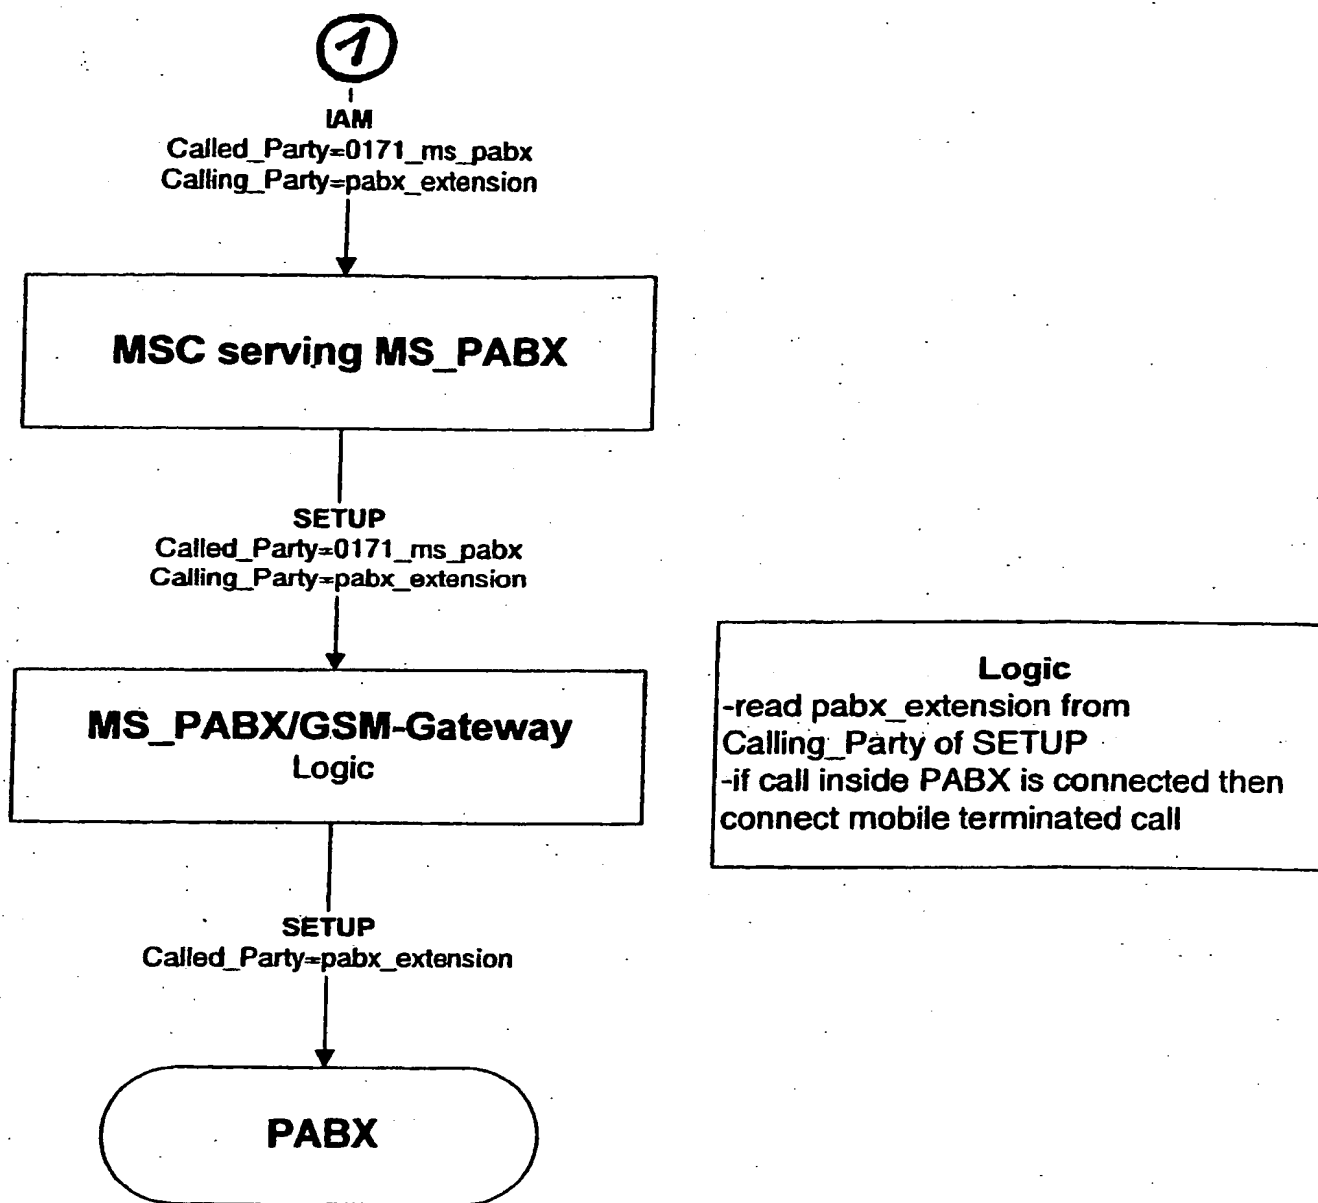 1
IAM
Called_Party=0171_ms_pabx
Calling_Party=pabx_extension
MSC serving MS_PABX
SETUP
Called_Party=0171_ms_pabx
Calling_Party=pabx_extension
MS_PABX/GSM-Gateway
Logic
SETUP
Called_Party=pabx_extension
PABX
Logic
-read pabx_extension from
Calling_Party of SETUP
-if call inside PABX is connected then
connect mobile terminated call